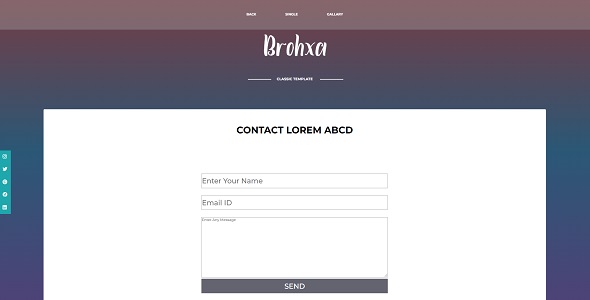 BACK SINGLE GALLARY
Brohxa
CLASSIC TEMPLATE
CONTACT LOREM ABCD
Enter Your Name
Email ID
Enter Any Message
SEND